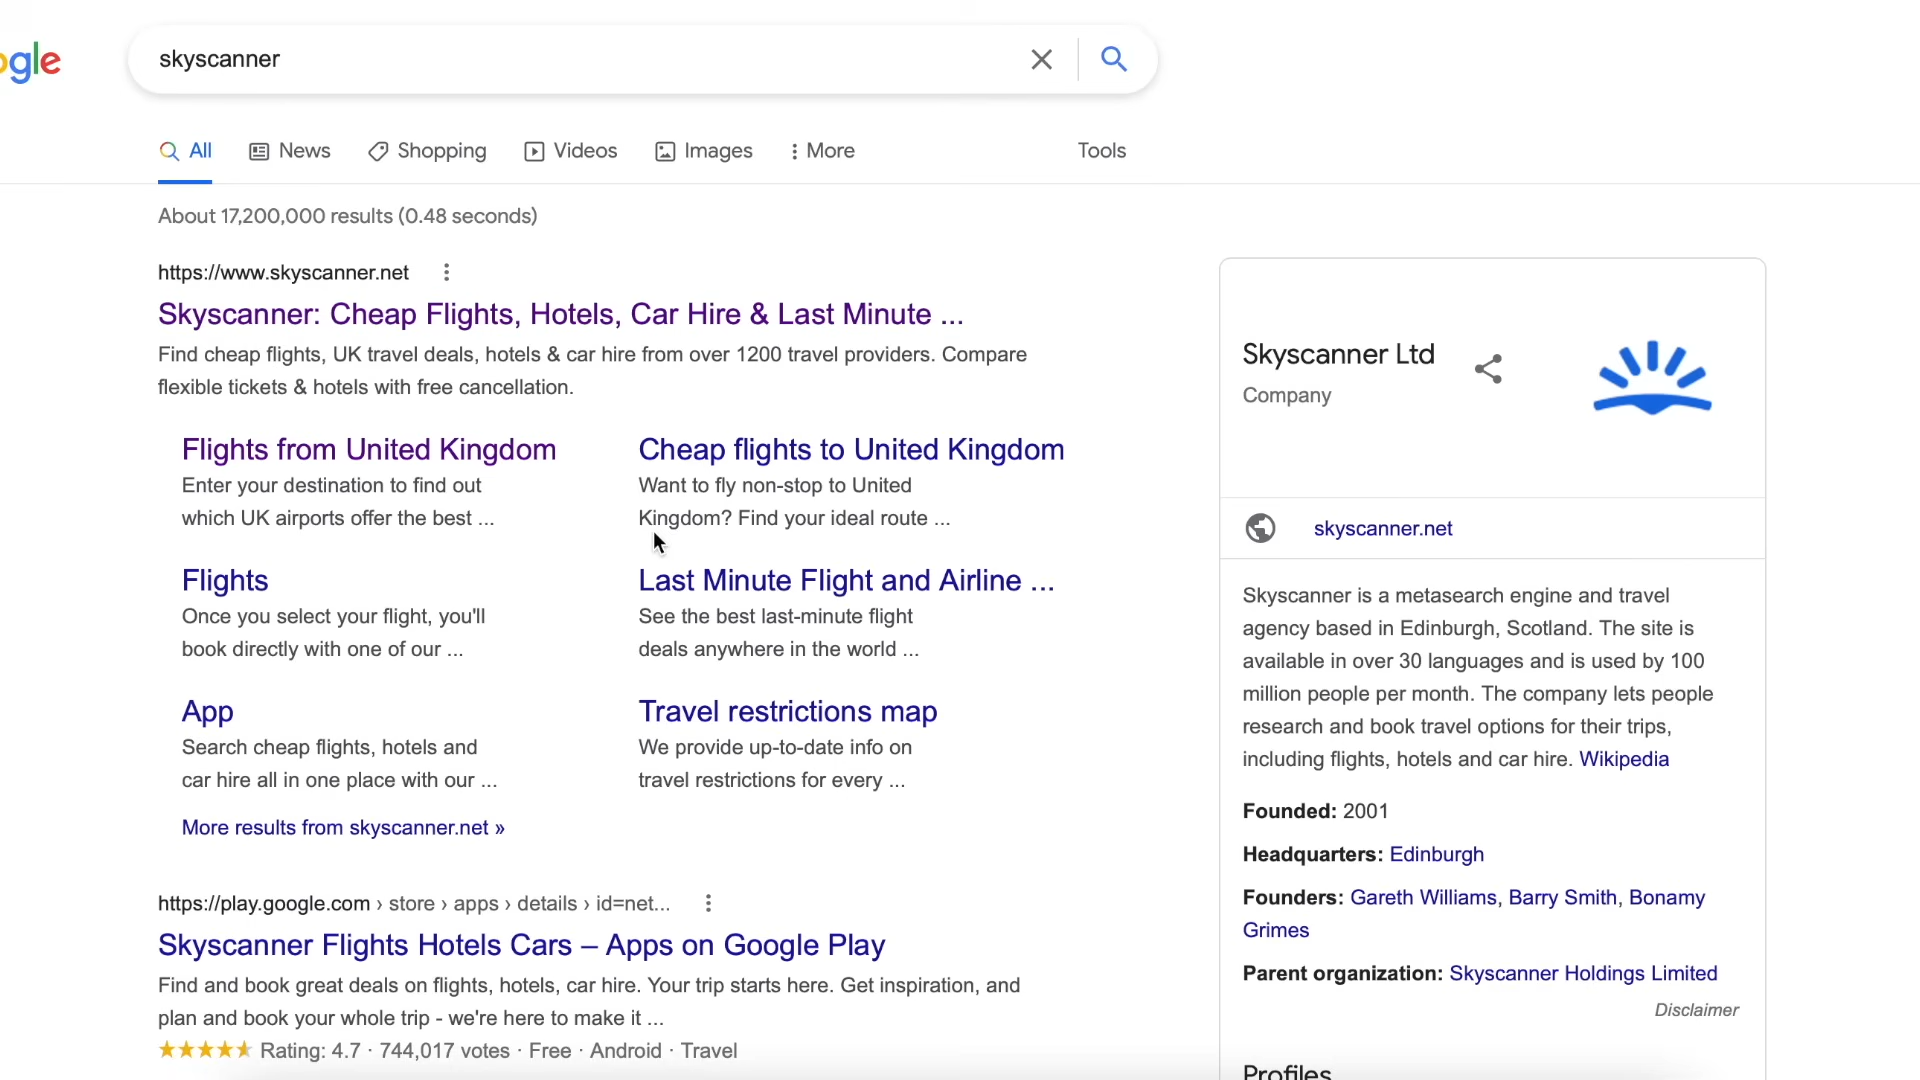 ogle
skyscanner
All
News
Shopping
Videos
Images
More
Tools
About 17,200,000 results (0.48 seconds)
https://www.skyscanner.net
Skyscanner: Cheap Flights, Hotels, Car Hire & Last Minute ...
Find cheap flights, UK travel deals, hotels & car hire from over 1200 travel providers. Compare
flexible tickets & hotels with free cancellation.
Flights from United Kingdom
Enter your destination to find out
which UK airports offer the best ...
Cheap flights to United Kingdom
Want to fly non-stop to United
Kingdom? Find your ideal route ...
Flights
Once you select your flight, you'll
book directly with one of our ...
Last Minute Flight and Airline ...
See the best last-minute flight
deals anywhere in the world ...
App
Search cheap flights, hotels and
car hire all in one place with our ...
Travel restrictions map
We provide up-to-date info on
travel restrictions for every ...
More results from skyscanner.net »
https://play.google.com › store › apps › details › id=net...
Skyscanner Flights Hotels Cars – Apps on Google Play
Find and book great deals on flights, hotels, car hire. Your trip starts here. Get inspiration, and
plan and book your whole trip - we're here to make it ...
Rating: 4.7 · 744,017 votes · Free · Android · Travel
Skyscanner Ltd
Company
skyscanner.net
Skyscanner is a metasearch engine and travel
agency based in Edinburgh, Scotland. The site is
available in over 30 languages and is used by 100
million people per month. The company lets people
research and book travel options for their trips,
including flights, hotels and car hire. Wikipedia
Founded: 2001
Headquarters: Edinburgh
Founders: Gareth Williams, Barry Smith, Bonamy
Grimes
Parent organization: Skyscanner Holdings Limited
Disclaimer
Profiles